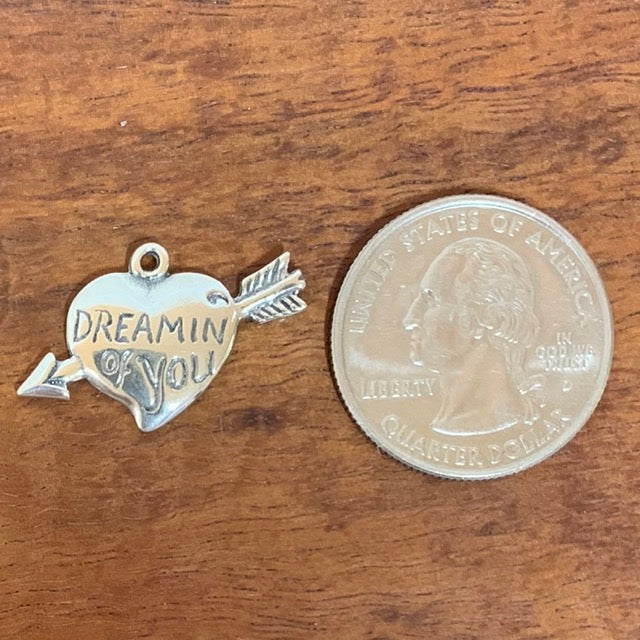 DREAMIN
OF YOU
UNITED STATES OF AMERICA
LIBERTY
IN
GOD WE
TRUST
D
QUARTER DOLLAR